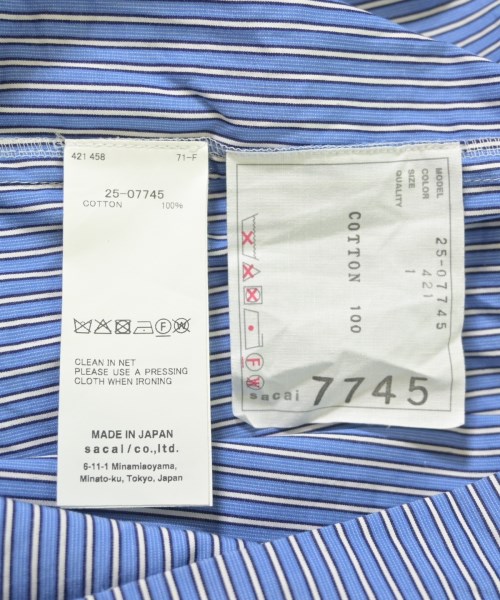 421 458 71-F
25-07745
COTTON 100%
F W
CLEAN IN NET
PLEASE USE A PRESSING
CLOTH WHEN IRONING
MADE IN JAPAN
sacai/co.,ltd.
6-11-1 Minamiaoyama,
Minato-ku, Tokyo, Japan
MODEL 25-07745
COLOR 421
SIZE 1
QUALITY
COTTON 100
F W
sacai 7745